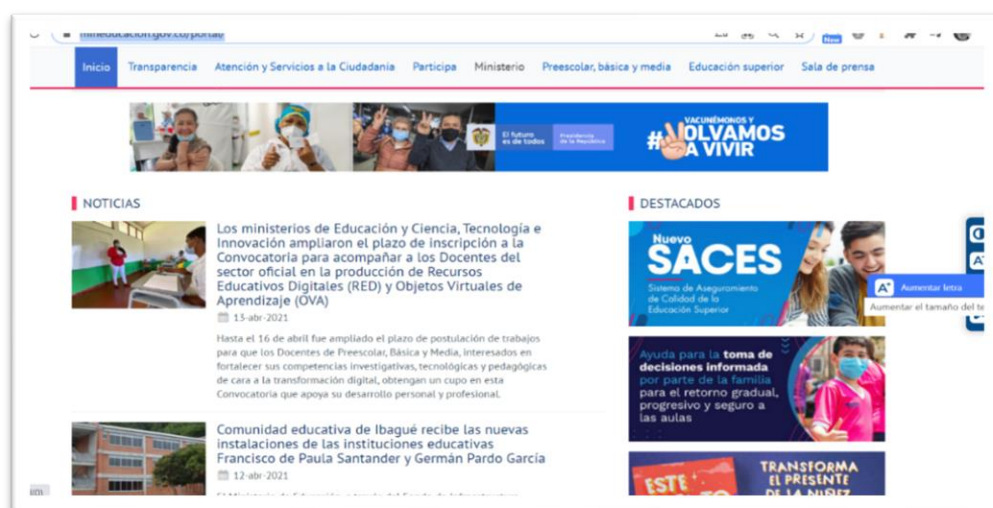 mineducacion.gov.co/portal/
New
Inicio Transparencia Atención y Servicios a la Ciudadanía Participa Ministerio Preescolar, básica y media Educación superior Sala de prensa
El futuro
es de todos
Presidencia
de la República
VACUNÉMONOS Y
#VOLVAMOS
A VIVIR
NOTICIAS
Los ministerios de Educación y Ciencia, Tecnología e
Innovación ampliaron el plazo de inscripción a la
Convocatoria para acompañar a los Docentes del
sector oficial en la producción de Recursos
Educativos Digitales (RED) y Objetos Virtuales de
Aprendizaje (OVA)
13-abr-2021
Hasta el 16 de abril fue ampliado el plazo de postulación de trabajos
para que los Docentes de Preescolar, Básica y Media, interesados en
fortalecer sus competencias investigativas, tecnológicas y pedagógicas
de cara a la transformación digital, obtengan un cupo en esta
Convocatoria que apoya su desarrollo personal y profesional.
Comunidad educativa de Ibagué recibe las nuevas
instalaciones de las instituciones educativas
Francisco de Paula Santander y Germán Pardo García
12-abr-2021
DESTACADOS
Nuevo
SACES
Sistema de Aseguramiento
de Calidad de la
Educación Superior
A+ Aumentar letra
Aumentar el tamaño del te
Ayuda para la toma de
decisiones informada
por parte de la familia
para el retorno gradual,
progresivo y seguro a
las aulas
ESTE
TRANSFORMA
EL PRESENTE
DE LA NIÑEZ